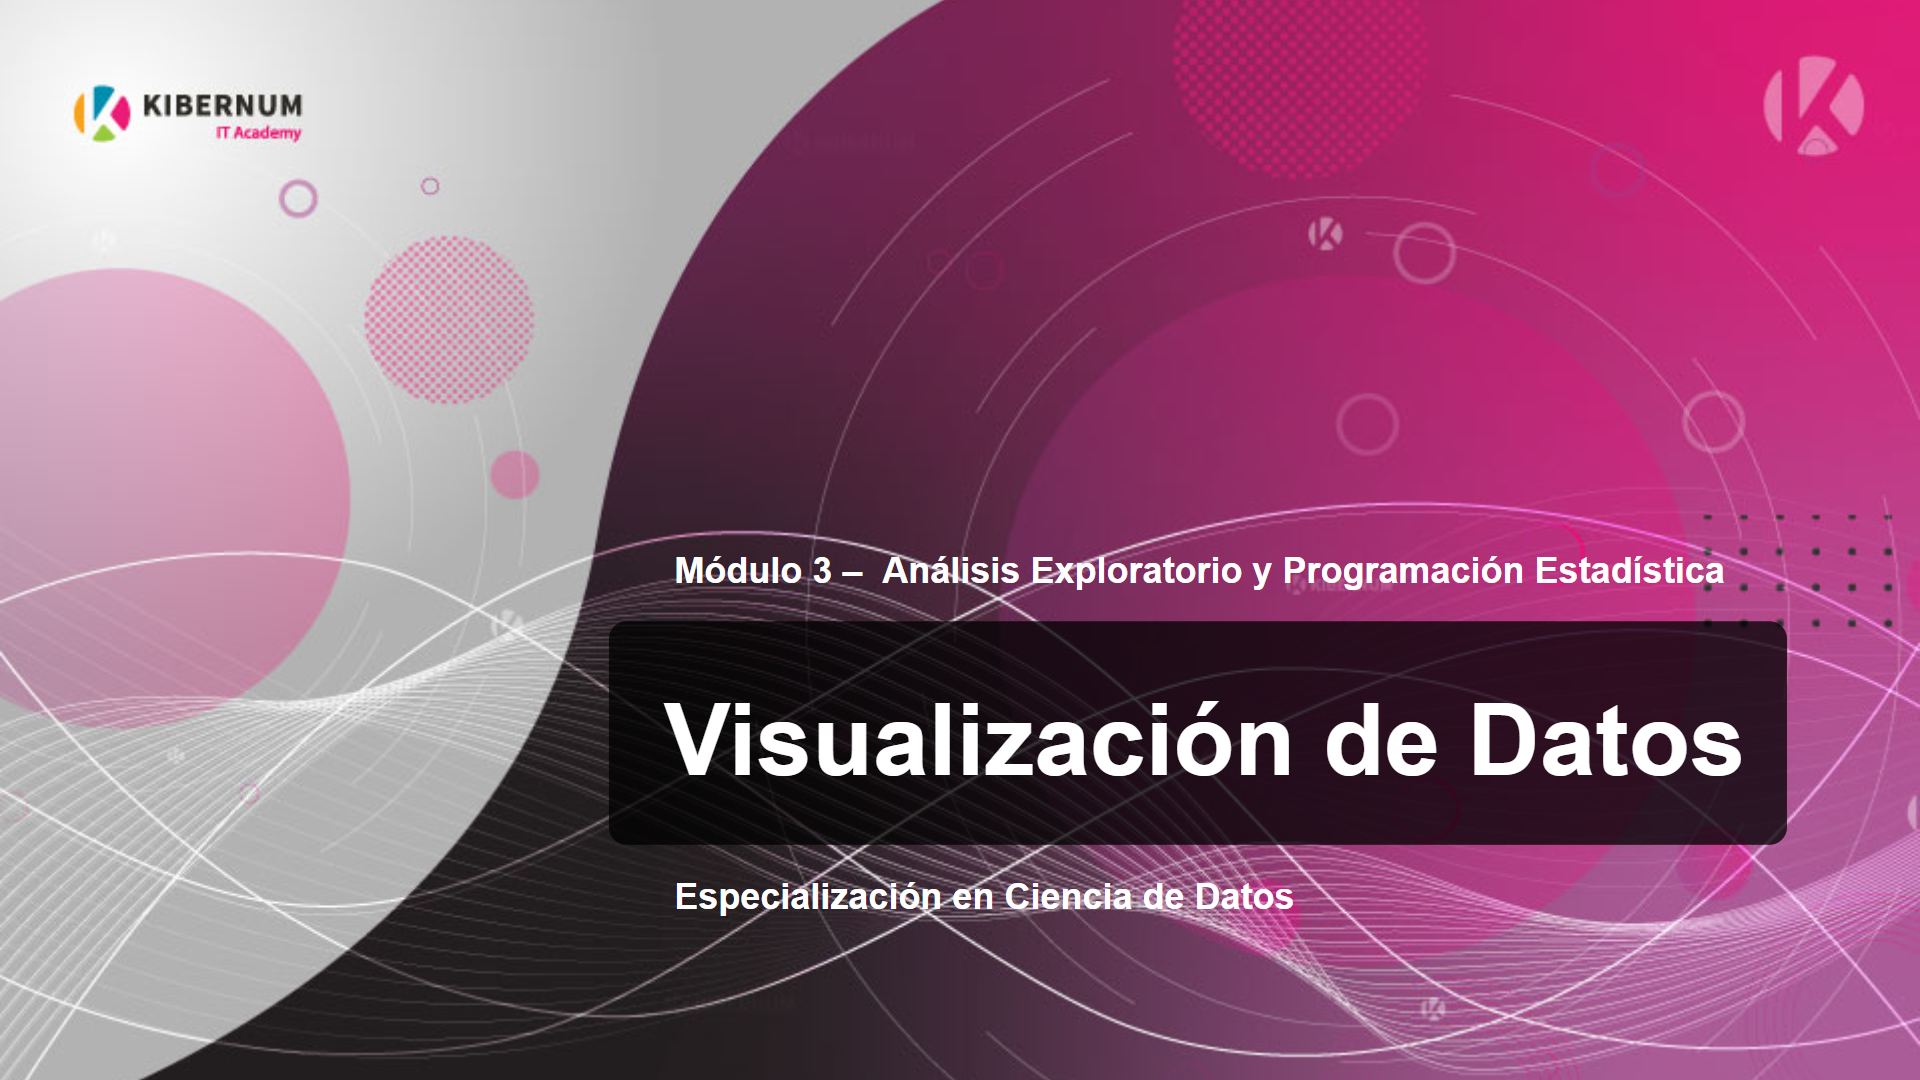 KIBERNUM
IT Academy
Módulo 3 – Análisis Exploratorio y Programación Estadística
Visualización de Datos
Especialización en Ciencia de Datos